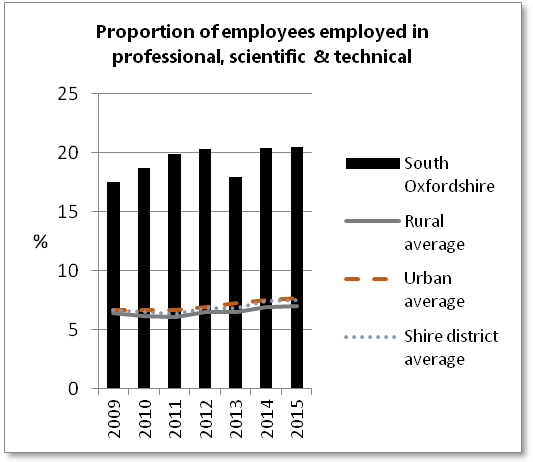 Proportion of employees employed in
professional, scientific & technical
25
20
15
10
5
0
%
2009
2010
2011
2012
2013
2014
2015
South
Oxfordshire
Rural
average
Urban
average
Shire district
average